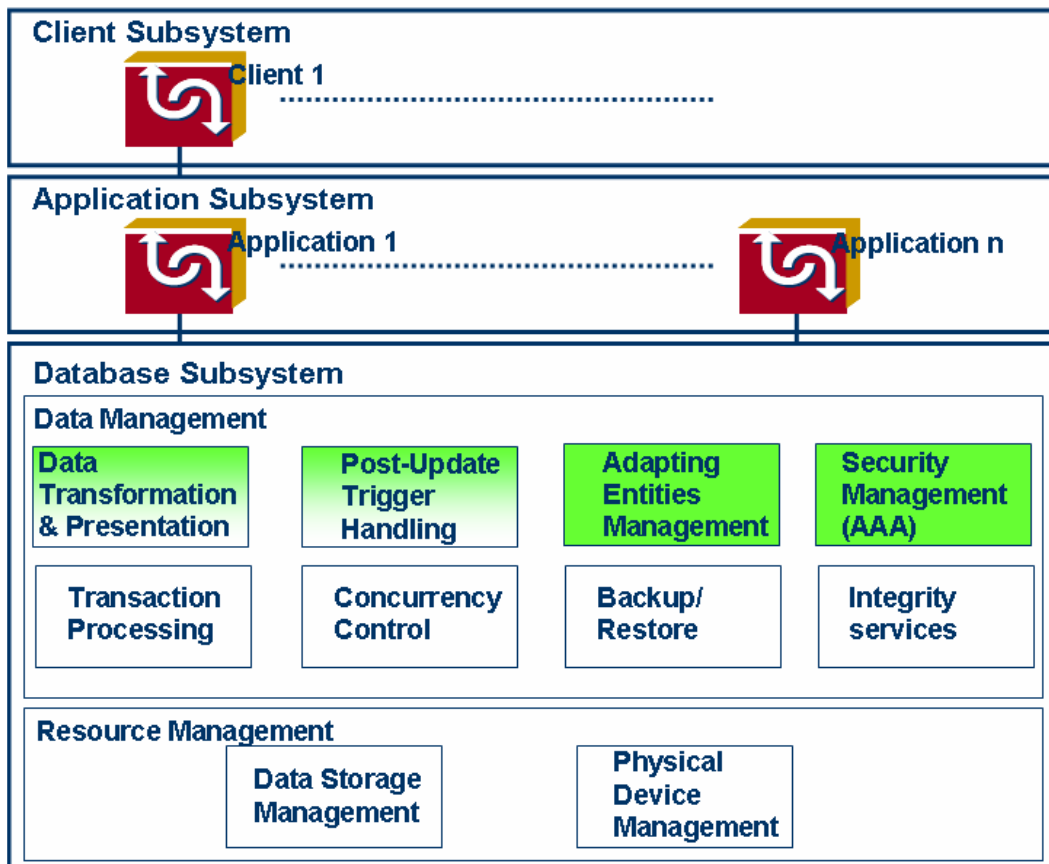 Client Subsystem
Client 1
Application Subsystem
Application 1
Application n
Database Subsystem
Data Management
Data
Transformation
& Presentation
Post-Update
Trigger
Handling
Adapting
Entities
Management
Security
Management
(AAA)
Transaction
Processing
Concurrency
Control
Backup/
Restore
Integrity
services
Resource Management
Data Storage
Management
Physical
Device
Management